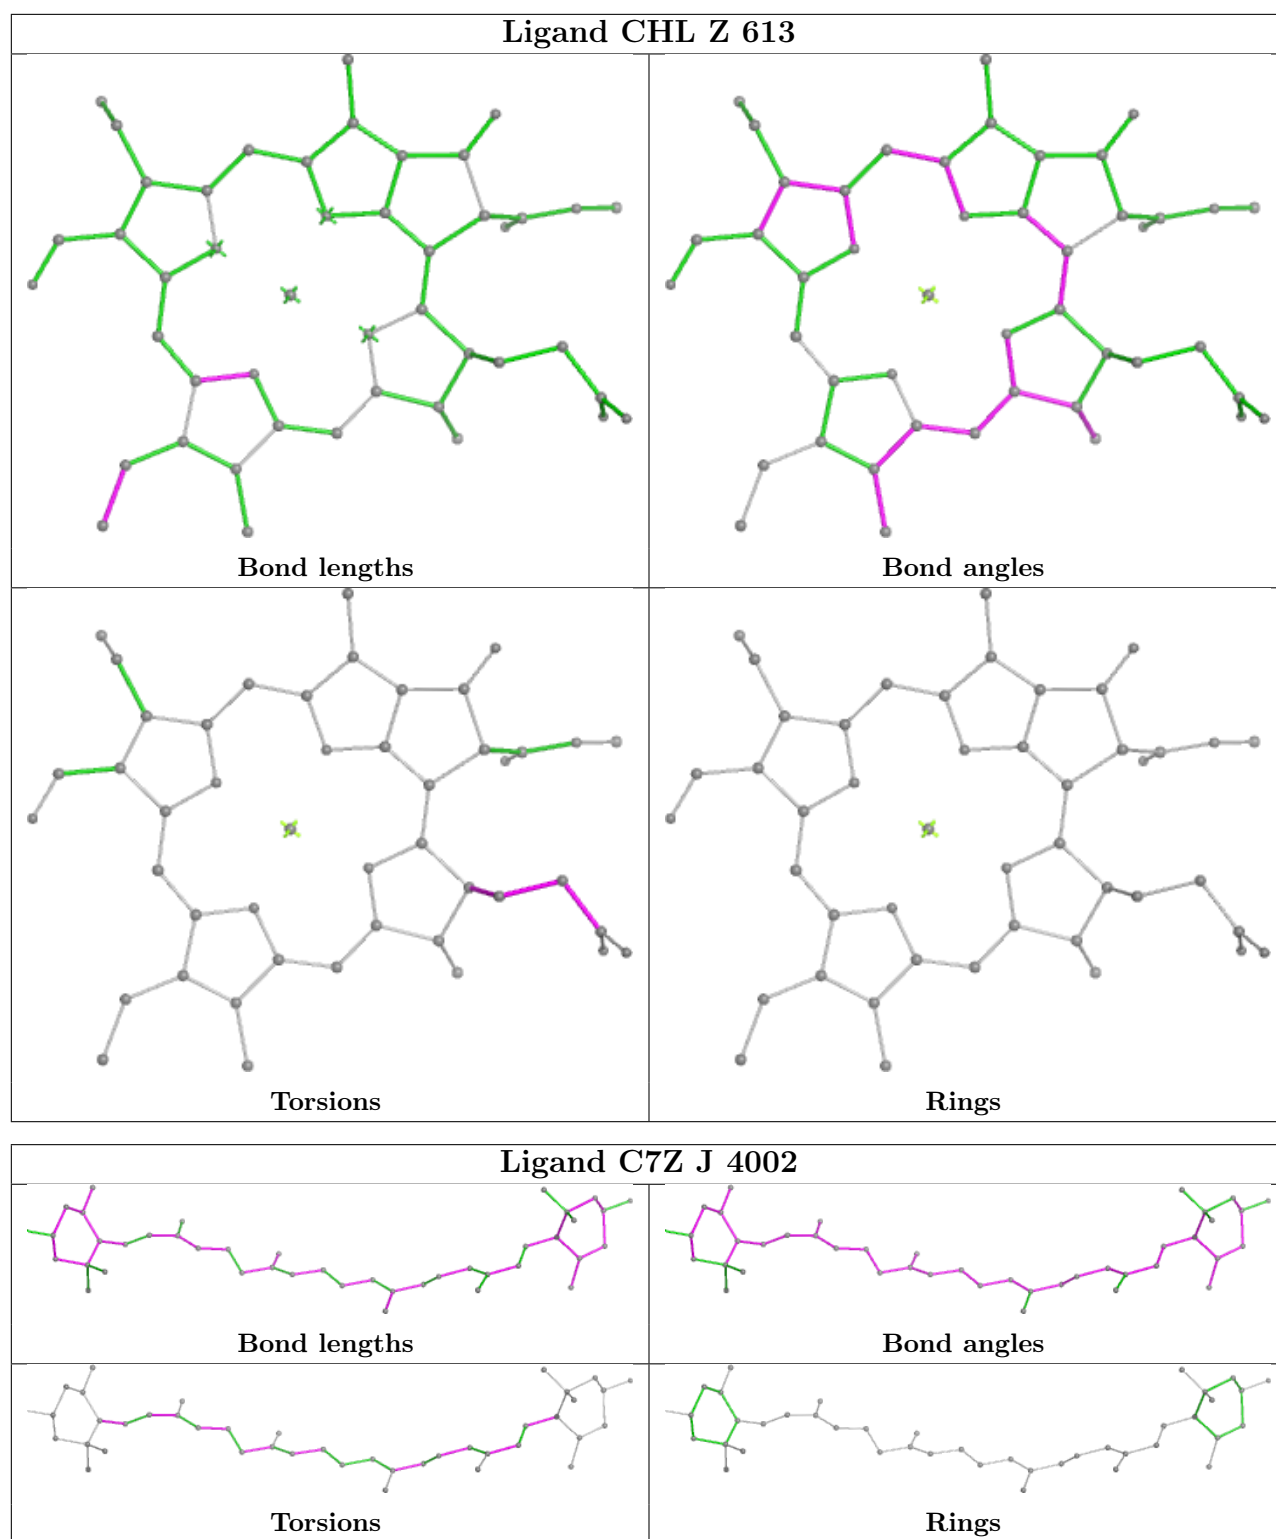 Ligand CHL Z 613
Bond lengths
Bond angles
Torsions
Rings
Ligand C7Z J 4002
Bond lengths
Bond angles
Torsions
Rings